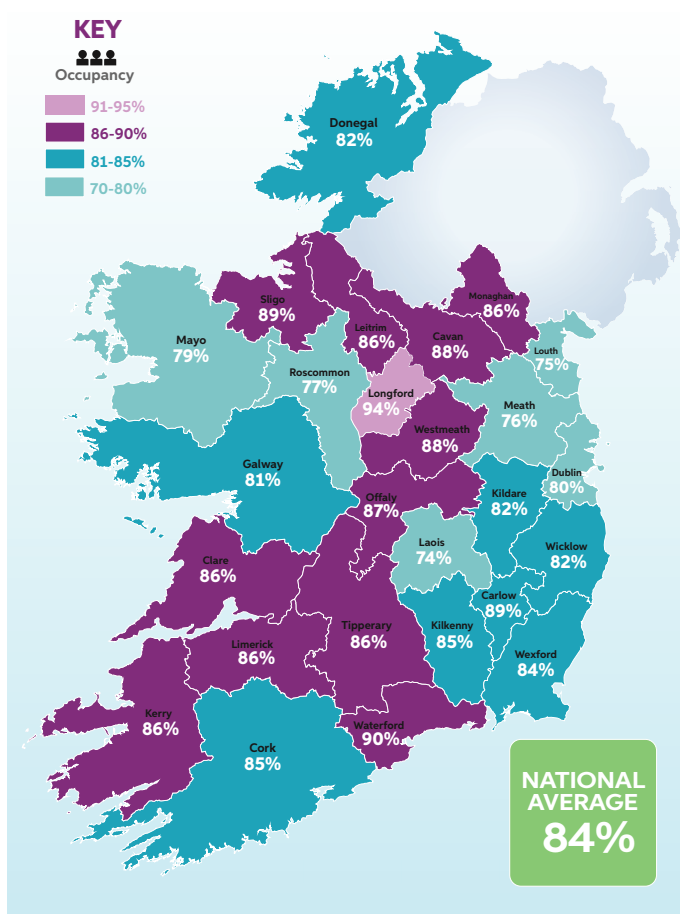 KEY
Occupancy
91-95%
86-90%
81-85%
70-80%
Donegal
82%
Sligo
89%
Monaghan
86%
Leitrim
86%
Cavan
88%
Mayo
79%
Louth
75%
Roscommon
77%
Longford
94%
Meath
76%
Westmeath
88%
Galway
81%
Dublin
80%
Offaly
87%
Kildare
82%
Laois
74%
Wicklow
82%
Clare
86%
Carlow
89%
Tipperary
86%
Kilkenny
85%
Limerick
86%
Wexford
84%
Kerry
86%
Waterford
90%
Cork
85%
NATIONAL
AVERAGE
84%